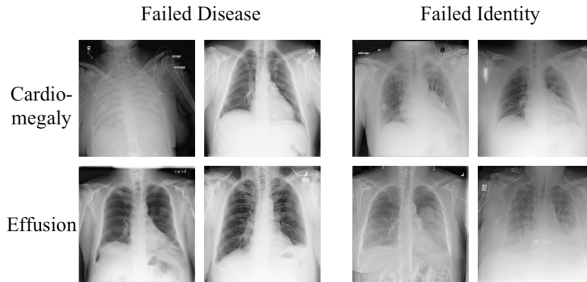 Failed Disease
Failed Identity
Cardio-
megaly
Effusion